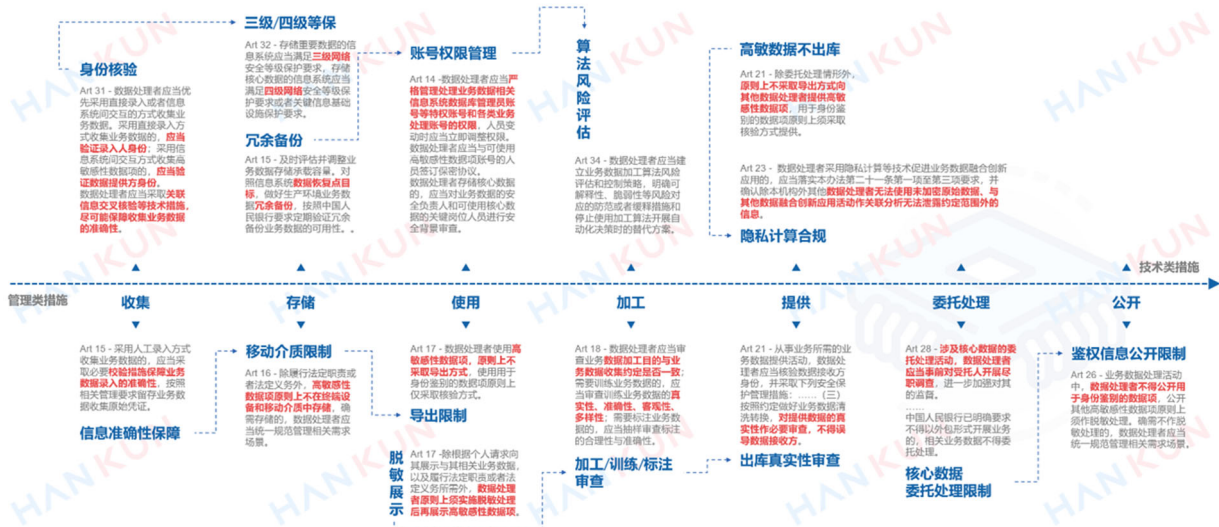 三级/四级等保
Art 32 - 存储重要数据的信
息系统应当满足三级网络
安全等级保护要求，存储
核心数据的信息系统应当
满足四级网络安全等级保
护要求或者关键信息基础
设施保护要求。
身份核验
Art 31 - 数据处理者应当优
先采用直接录入或者信息
系统间交互的方式收集业
务数据。采用直接录入方
式收集业务数据的，应当
验证录入人身份；采用信
息系统间交互方式收集高
敏感性数据项的，应当验
证数据提供方身份。
数据处理者应当采取关联
信息交叉核验等技术措施，
尽可能保障收集业务数据
的准确性。
冗余备份
Art 15 - 及时评估并调整业
务数据存储承载容量。对
照信息系统数据恢复点目
标，做好生产环境业务数
据冗余备份，按照中国人
民银行要求定期验证冗余
备份业务数据的可用性。。
账号权限管理
Art 14 -数据处理者应当严
格管理处理业务数据相关
信息系统数据库管理员账
号等特权账号和各类业务
处理账号的权限，人员变
动时应当立即调整权限。
数据处理者应当与可使用
高敏感性数据项账号的人
员签订保密协议。
数据处理者存储核心数据
的，应当对业务数据的安
全负责人和可使用核心数
据的关键岗位人员进行安
全背景审查。
算法风险评估
Art 34 - 数据处理者应当建
立业务数据加工算法风险
评估和控制策略，明确可
解释性、脆弱性等风险对
应的防范或者缓释措施和
停止使用加工算法开展自
动化决策时的替代方案。
高敏数据不出库
Art 21 - 除委托处理情形外，
原则上不采取导出方式向
其他数据处理者提供高敏
感性数据项，用于身份鉴
别的数据项原则上须采取
核验方式提供。
Art 23 - 数据处理者采用隐私计算等技术促进业务数据融合创新
应用的，应当落实本办法第二十一条第一项至第三项要求，并
确认除本机构外其他数据处理者无法使用未加密原始数据、与
其他数据融合创新应用活动作关联分析无法泄露约定范围外的
信息。
隐私计算合规
技术类措施
管理类措施
收集
存储
使用
加工
提供
委托处理
公开
Art 15 - 采用人工录入方式
收集业务数据的，应当采
取必要校验措施保障业务
数据录入的准确性，按照
相关管理要求留存业务数
据收集原始凭证。
信息准确性保障
移动介质限制
Art 16 - 除履行法定职责或
者法定义务外，高敏感性
数据项原则上不在终端设
备和移动介质中存储，确
需存储的，数据处理者应
当统一规范管理相关需求
场景。
Art 17 - 数据处理者使用高
敏感性数据项，原则上不
采取导出方式，使用用于
身份鉴别的数据项原则上
仅采取核验方式。
导出限制
脱敏展示
Art 17 -除根据个人请求向
其展示与其相关业务数据，
以及履行法定职责或者法
定义务所需外，数据处理
者原则上须实施脱敏处理
后再展示高敏感性数据项。
Art 18 - 数据处理者应当审
查业务数据加工目的与业
务数据收集约定是否一致；
需要训练业务数据的，应
当审查训练业务数据的真
实性、准确性、客观性、
多样性；需要标注业务数
据的，应当抽样审查标注
的合理性与准确性。
加工/训练/标注
审查
Art 21 - 从事业务所需的业
务数据提供活动，数据处
理者应当核验数据接收方
身份，并采取下列安全保
护管理措施：……（三）
按照约定做好业务数据清
洗转换，对提供数据的真
实性作必要审查，不得误
导数据接收方。
出库真实性审查
Art 28 - 涉及核心数据的委
托处理活动，数据处理者应
当事前对受托人开展尽
职调查，进一步加强对其
的监督。
……
中国人民银行已明确要求
不得以外包形式开展业务
的，相关业务数据不得委
托处理。
核心数据
委托处理限制
鉴权信息公开限制
Art 26 - 业务数据处理活动
中，数据处理者不得公开用
于身份鉴别的数据项，公开
其他高敏感性数据项原则上
须作脱敏处理。确需不作脱
敏处理的，数据处理者应当
统一规范管理相关需求场景。